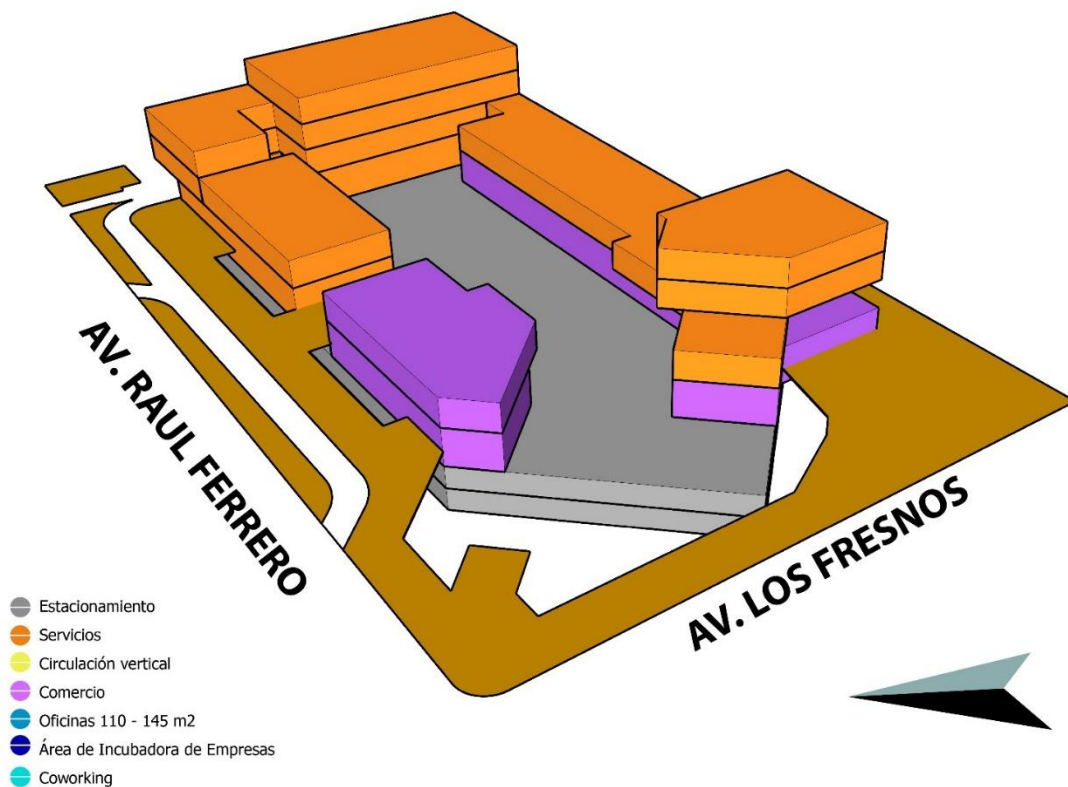 AV. RAUL FERRERO
AV. LOS FRESNOS
Estacionamiento
Servicios
Circulación vertical
Comercio
Oficinas 110 - 145 m2
Área de Incubadora de Empresas
Coworking